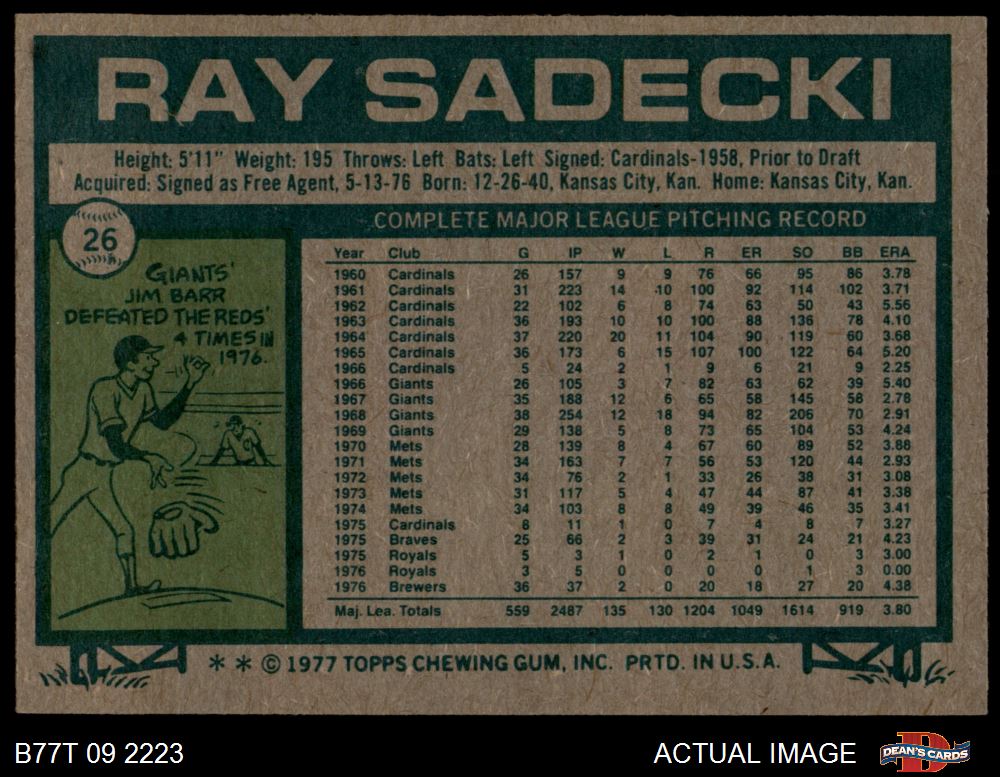 RAY SADECKI
Height: 5'11" Weight: 195 Throws: Left Bats: Left Signed: Cardinals-1958, Prior to Draft
Acquired: Signed as Free Agent, 5-13-76 Born: 12-26-40, Kansas City, Kan. Home: Kansas City, Kan.
26
GIANTS'
JIM BARR
DEFEATED THE REDS'
4 TIMES IN
1976.
COMPLETE MAJOR LEAGUE PITCHING RECORD
Year Club G IP W L R ER SO BB ERA
1960 Cardinals 26 157 9 9 76 66 95 86 3.78
1961 Cardinals 31 223 14 10 100 92 114 102 3.71
1962 Cardinals 22 102 6 8 74 63 50 43 5.56
1963 Cardinals 36 193 10 10 100 88 136 78 4.10
1964 Cardinals 37 220 20 11 104 90 119 60 3.68
1965 Cardinals 36 173 6 15 107 100 122 64 5.20
1966 Cardinals 5 24 2 1 9 6 21 9 2.25
1966 Giants 26 105 3 7 82 63 62 39 5.40
1967 Giants 35 188 12 6 65 58 145 58 2.78
1968 Giants 38 254 12 18 94 82 206 70 2.91
1969 Giants 29 138 5 8 73 65 104 53 4.24
1970 Mets 28 139 8 4 67 60 89 52 3.88
1971 Mets 34 163 7 7 56 53 120 44 2.93
1972 Mets 34 76 2 1 33 26 38 31 3.08
1973 Mets 31 117 5 4 47 44 87 41 3.38
1974 Mets 34 103 8 8 49 39 46 35 3.41
1975 Cardinals 8 11 1 0 7 4 8 7 3.27
1975 Braves 25 66 2 3 39 31 24 21 4.23
1975 Royals 5 3 1 0 2 1 0 3 3.00
1976 Royals 3 5 0 0 0 0 1 3 0.00
1976 Brewers 36 37 2 0 20 18 27 20 4.38
Maj. Lea. Totals 559 2487 135 130 1204 1049 1614 919 3.80
** © 1977 TOPPS CHEWING GUM, INC. PRTD. IN U.S.A.
B77T 09 2223
ACTUAL IMAGE
D
DEAN'S CARDS